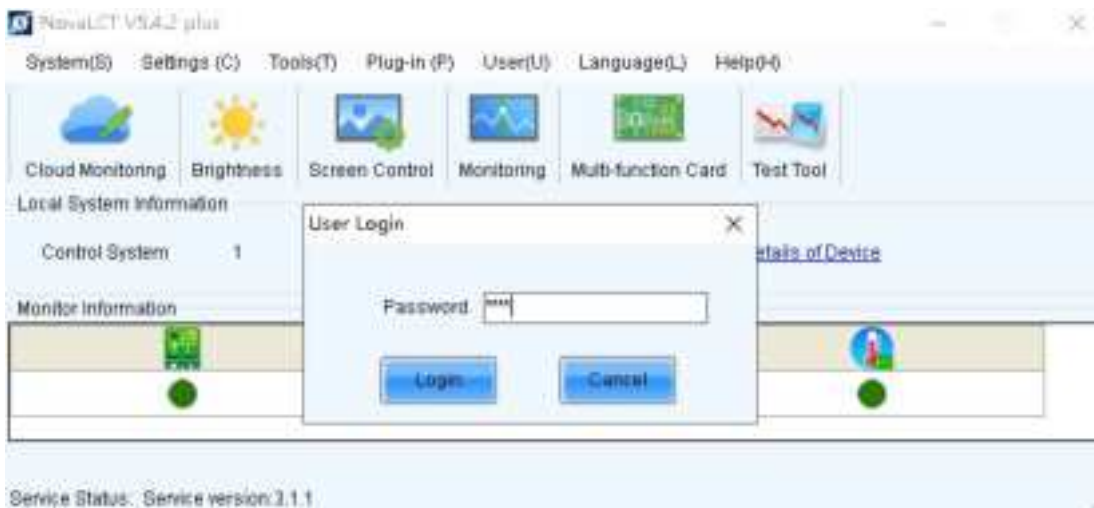 NovaLCT V5.4.2 plus
System(S) Settings (C) Tools(T) Plug-in (P) User(U) Language(L) Help(H)
Cloud Monitoring Brightness Screen Control Monitoring Multi-function Card Test Tool
Local System Information
User Login
Control System 1
etails of Device
Monitor Information
Password
****
Login
Cancel
Service Status: Service version:3.1.1